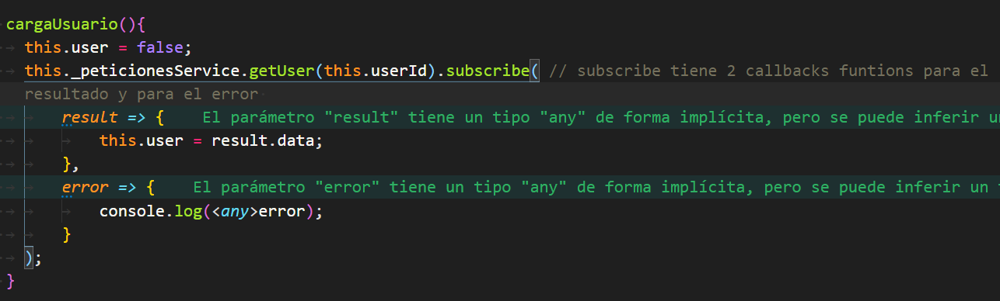 cargaUsuario(){
this.user = false;
this._peticionesService.getUser(this.userId).subscribe( // subscribe tiene 2 callbacks funtions para el
resultado y para el error
result => { El parámetro "result" tiene un tipo "any" de forma implícita, pero se puede inferir
this.user = result.data;
},
error => { El parámetro "error" tiene un tipo "any" de forma implícita, pero se puede inferir un
console.log(<any>error);
}
);
}